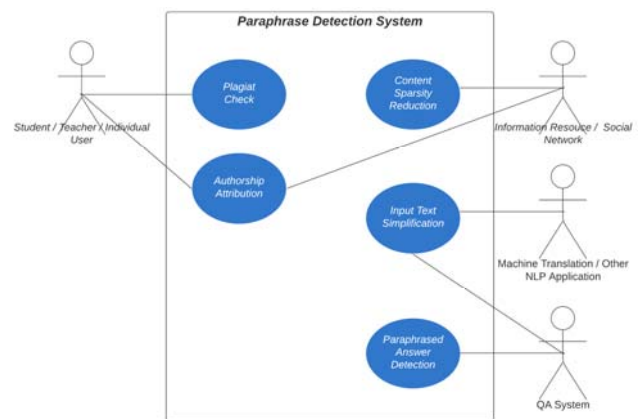 Paraphrase Detection System
Plagiat
Check
Content
Sparsity
Reduction
Student / Teacher / Individual
User
Information Resouce / Social
Network
Authorship
Attribution
Input Text
Simplification
Machine Translation / Other
NLP Application
Paraphrased
Answer
Detection
QA System